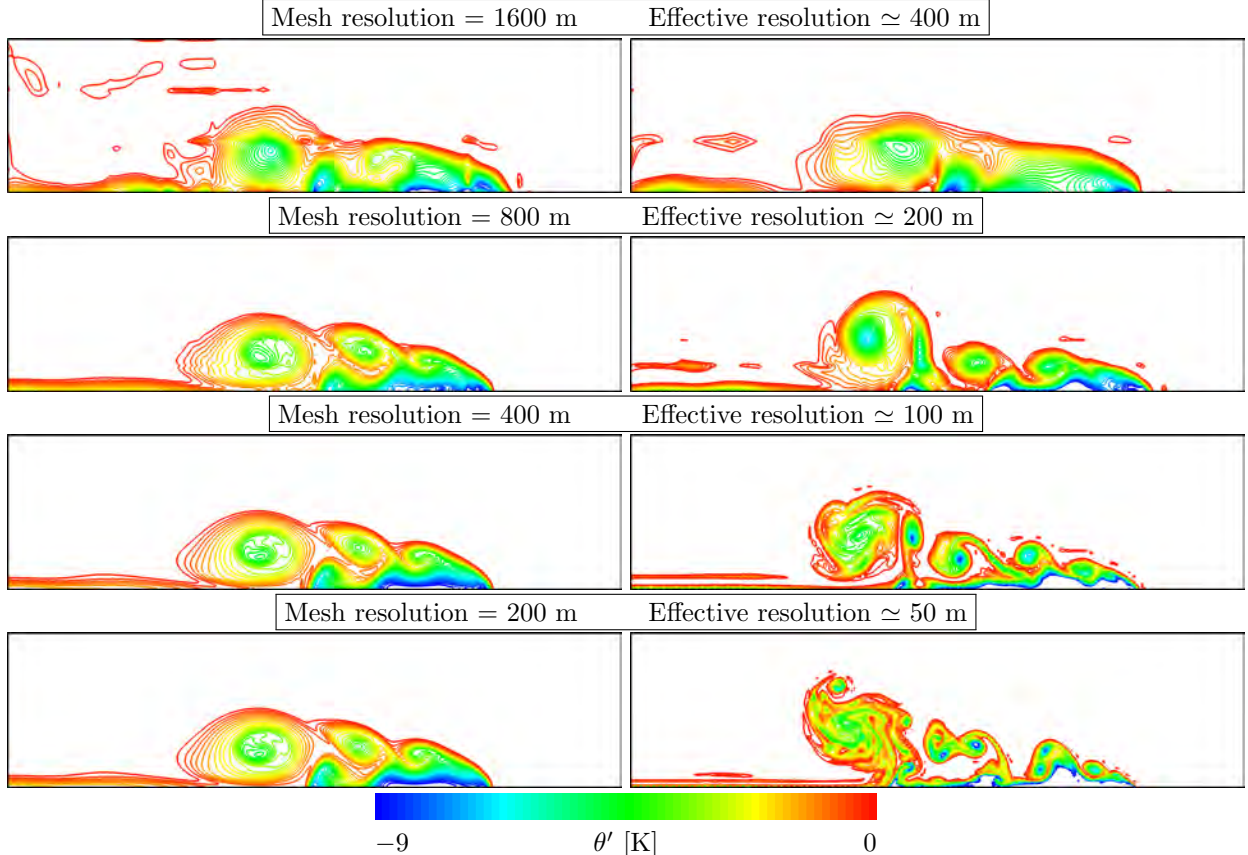 Mesh resolution = 1600 m Effective resolution ≃ 400 m
Mesh resolution = 800 m Effective resolution ≃ 200 m
Mesh resolution = 400 m Effective resolution ≃ 100 m
Mesh resolution = 200 m Effective resolution ≃ 50 m
−9 θ′ [K] 0